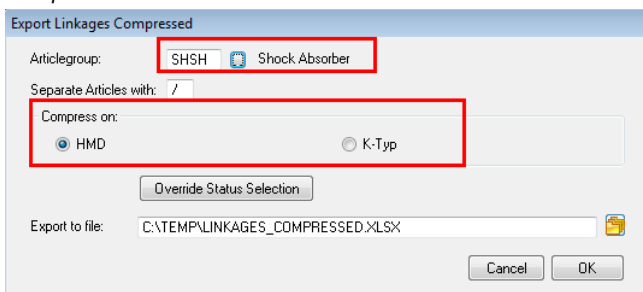 Export Linkages Compressed
Articlegroup: SHSH Shock Absorber
Separate Articles with: /
Compress on:
HMD K-Typ
Override Status Selection
Export to file: C:\TEMP\LINKAGES_COMPRESSED.XLSX
Cancel OK